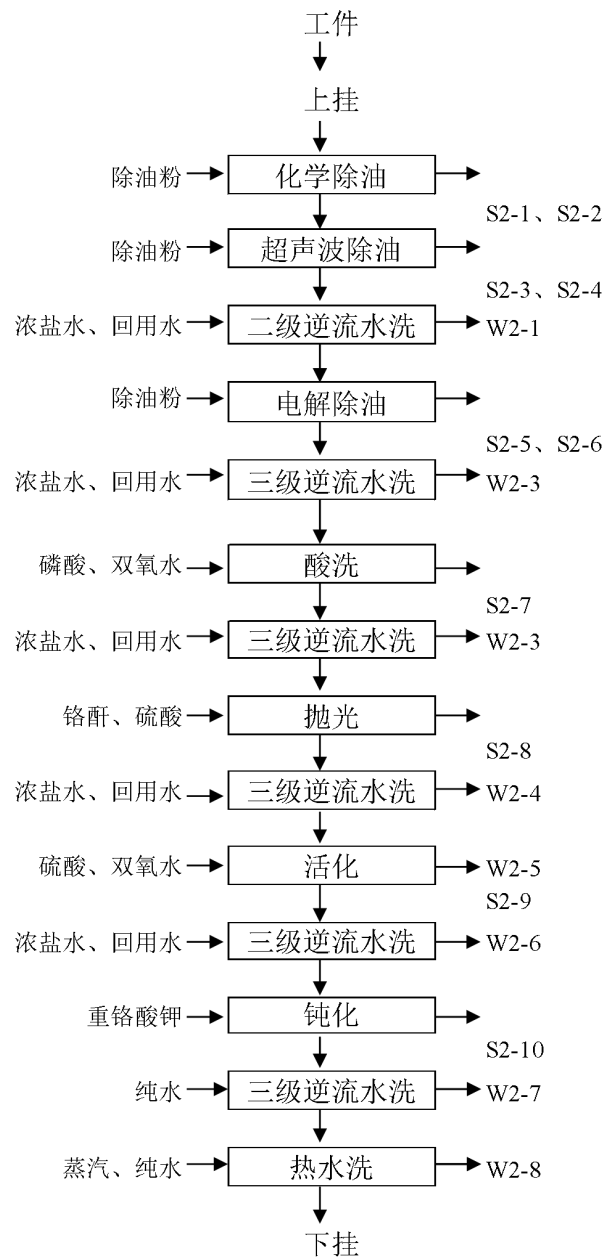 工件
上挂
除油粉 化学除油
S2-1、S2-2
除油粉 超声波除油
S2-3、S2-4
浓盐水、回用水 二级逆流水洗 W2-1
除油粉 电解除油
S2-5、S2-6
浓盐水、回用水 三级逆流水洗 W2-3
磷酸、双氧水 酸洗
S2-7
浓盐水、回用水 三级逆流水洗 W2-3
铬酐、硫酸 抛光
S2-8
浓盐水、回用水 三级逆流水洗 W2-4
硫酸、双氧水 活化 W2-5
S2-9
浓盐水、回用水 三级逆流水洗 W2-6
重铬酸钾 钝化
S2-10
纯水 三级逆流水洗 W2-7
蒸汽、纯水 热水洗 W2-8
下挂